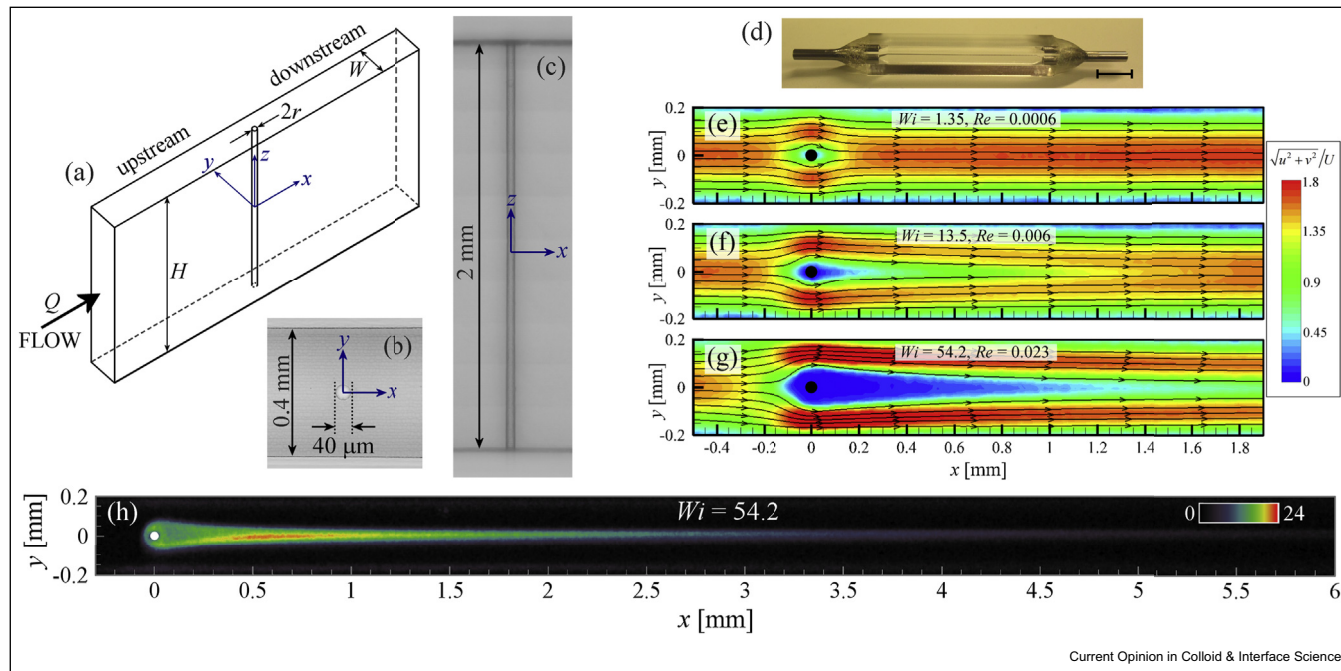 (a)
upstream
downstream
W
2r
z
y
x
H
Q
FLOW
(b)
y
x
0.4 mm
40 μm
(c)
2 mm
z
x
(d)
(e)
Wi = 1.35, Re = 0.0006
y [mm]
0.2
0
-0.2
(f)
Wi = 13.5, Re = 0.006
y [mm]
0.2
0
-0.2
(g)
Wi = 54.2, Re = 0.023
y [mm]
0.2
0
-0.2
-0.4 -0.2 0 0.2 0.4 0.6 0.8 1 1.2 1.4 1.6 1.8
x [mm]
√u² + v²/U
1.8
1.35
0.9
0.45
0
(h)
Wi = 54.2
0 24
y [mm]
0.2
0
-0.2
0 0.5 1 1.5 2 2.5 3 3.5 4 4.5 5 5.5 6
x [mm]
Current Opinion in Colloid & Interface Science